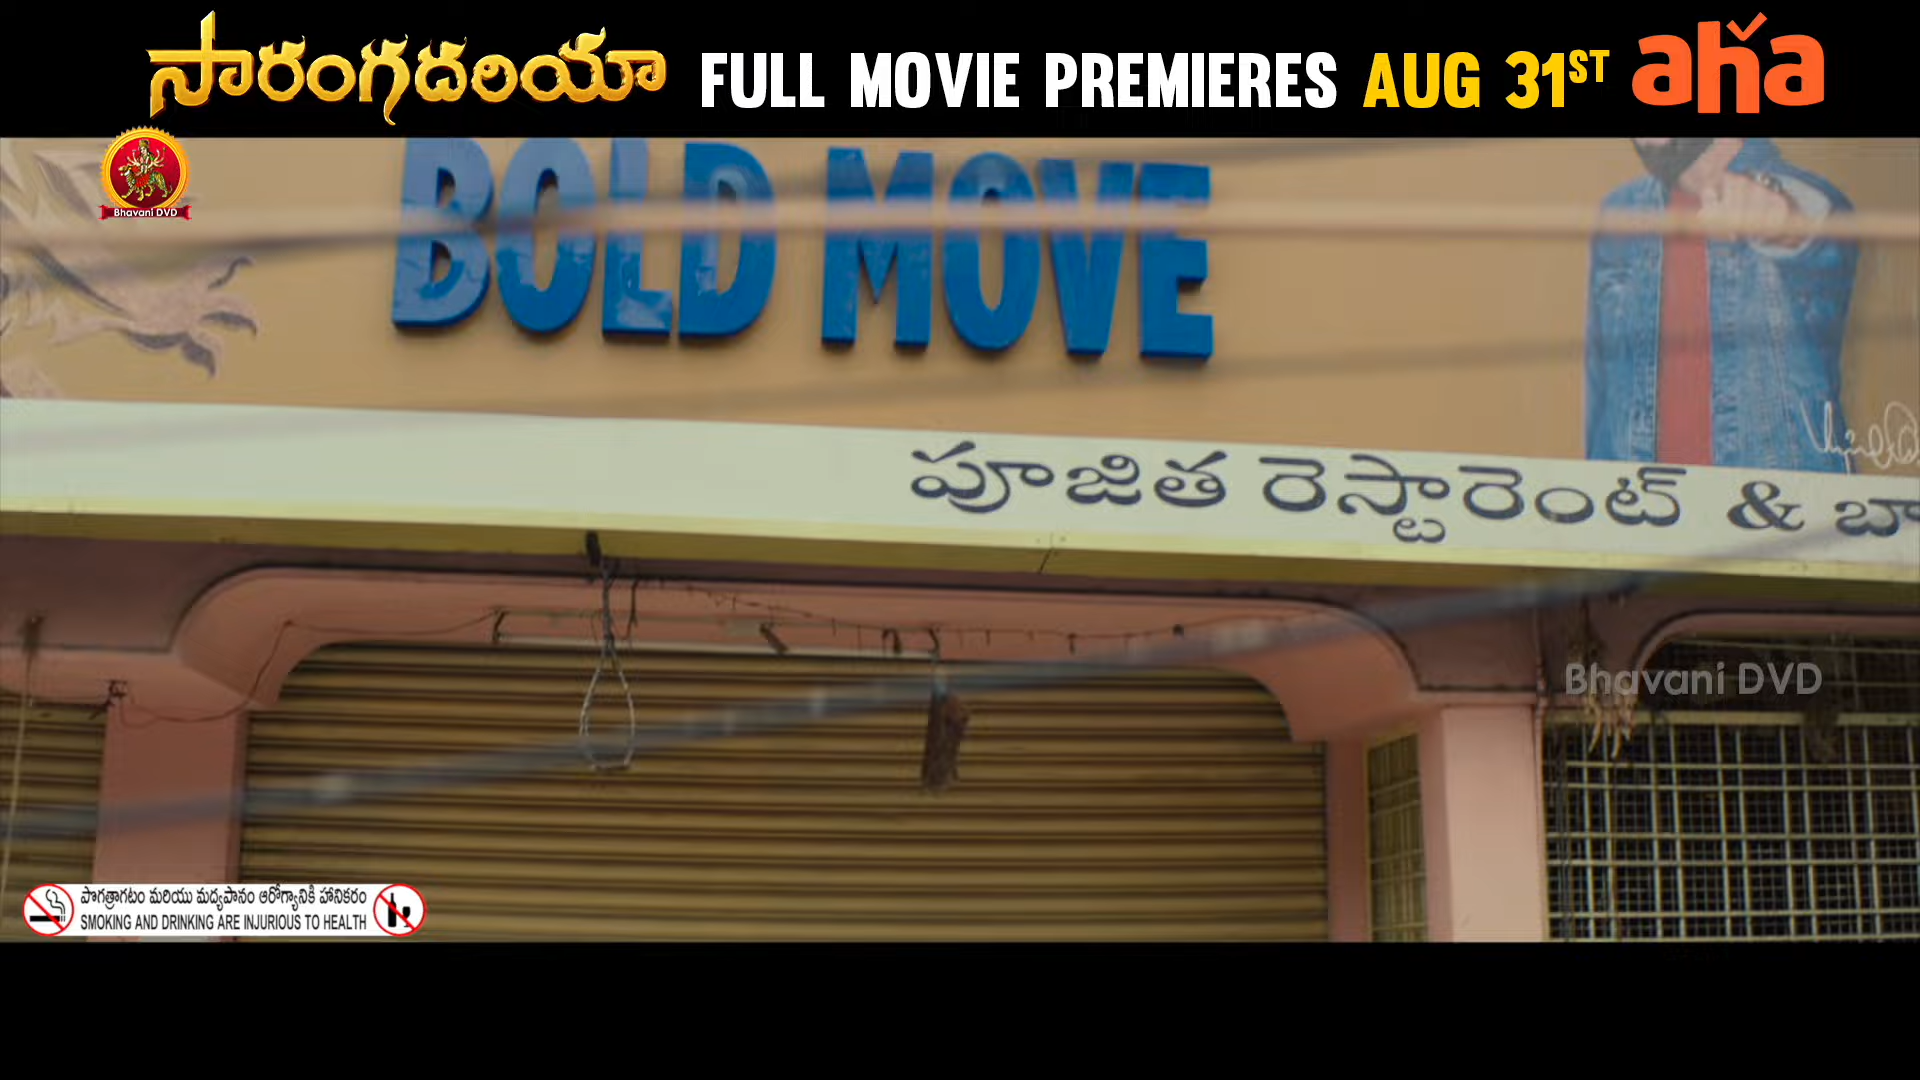 సారంగదరియా FULL MOVIE PREMIERES AUG 31ST aha
Bhavani DVD
BOLD MOVE
పూజిత రెస్టారెంట్ & బా
Bhavani DVD
పొగత్రాగటం మరియు మద్యపానం ఆరోగ్యానికి హానికరం
SMOKING AND DRINKING ARE INJURIOUS TO HEALTH